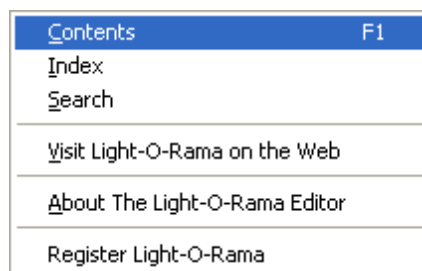 Contents F1
Index
Search
Visit Light-O-Rama on the Web
About The Light-O-Rama Editor
Register Light-O-Rama